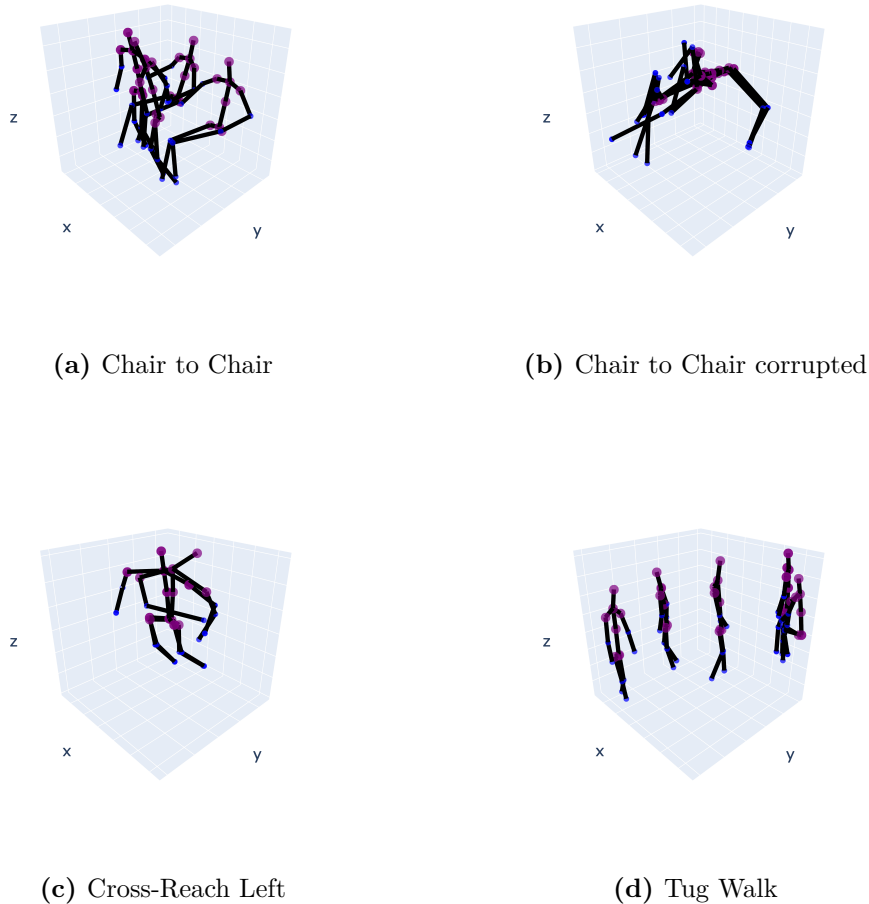 z
x
y
(a) Chair to Chair
z
x
y
(b) Chair to Chair corrupted
z
x
y
(c) Cross-Reach Left
z
x
y
(d) Tug Walk